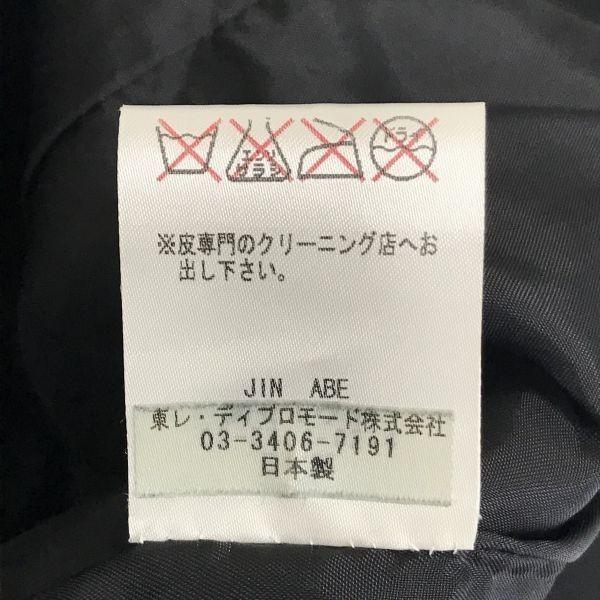 エンソ
サラシ
ドライ
※皮専門のクリーニング店へお
出し下さい。
JIN ABE
東レ・ディプロモード株式会社
03-3406-7191
日本製